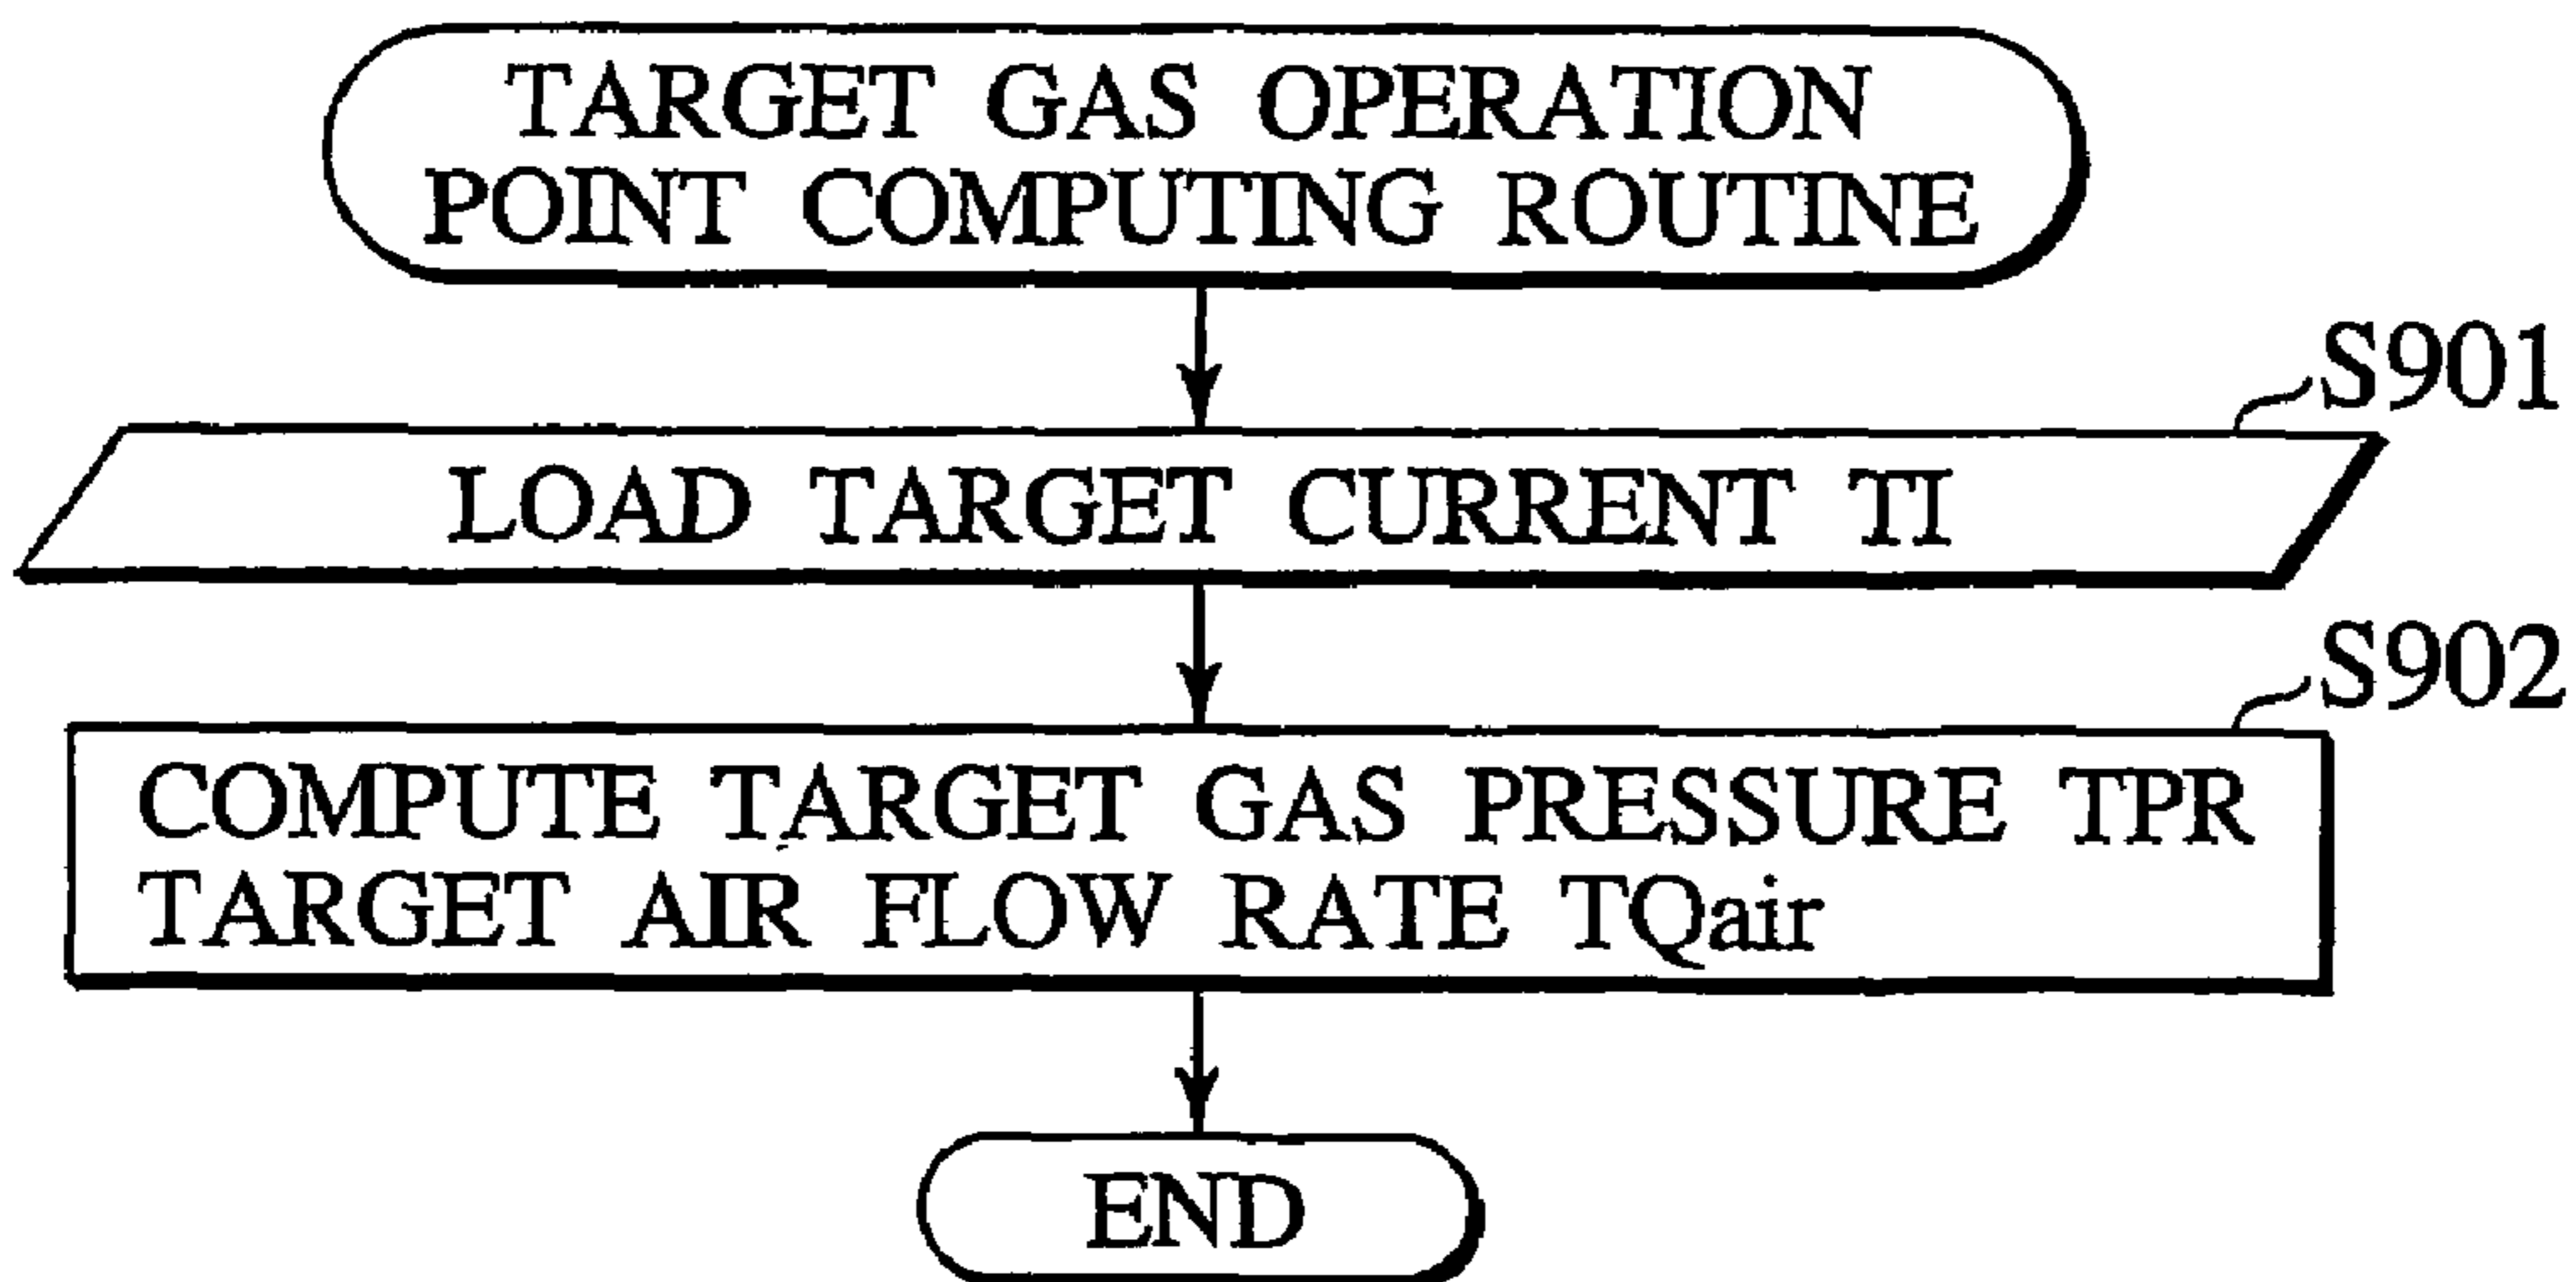 TARGET GAS OPERATION
POINT COMPUTING ROUTINE
S901
LOAD TARGET CURRENT TI
S902
COMPUTE TARGET GAS PRESSURE TPR
TARGET AIR FLOW RATE TQair
END